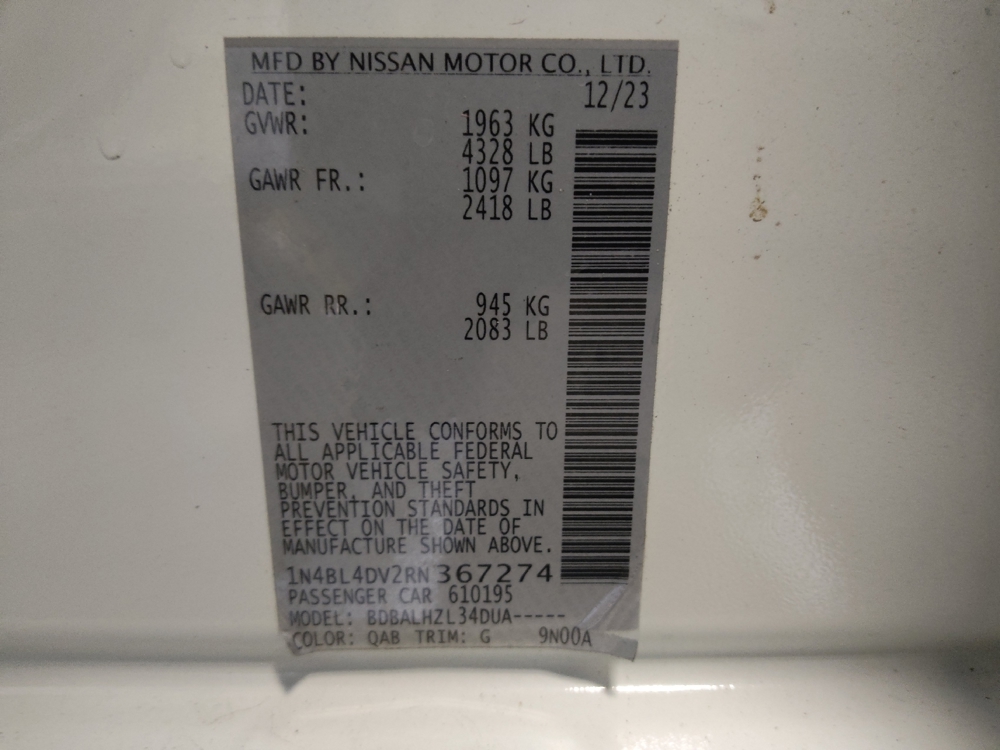 MFD BY NISSAN MOTOR CO., LTD.
DATE: 12/23
GVWR: 1963 KG
4328 LB
GAWR FR.: 1097 KG
2418 LB
GAWR RR.: 945 KG
2083 LB
THIS VEHICLE CONFORMS TO
ALL APPLICABLE FEDERAL
MOTOR VEHICLE SAFETY,
BUMPER, AND THEFT
PREVENTION STANDARDS IN
EFFECT ON THE DATE OF
MANUFACTURE SHOWN ABOVE.
1N4BL4DV2RN367274
PASSENGER CAR 610195
MODEL: BDBALHZL34DUA-----
COLOR: QAB TRIM: G 9N00A